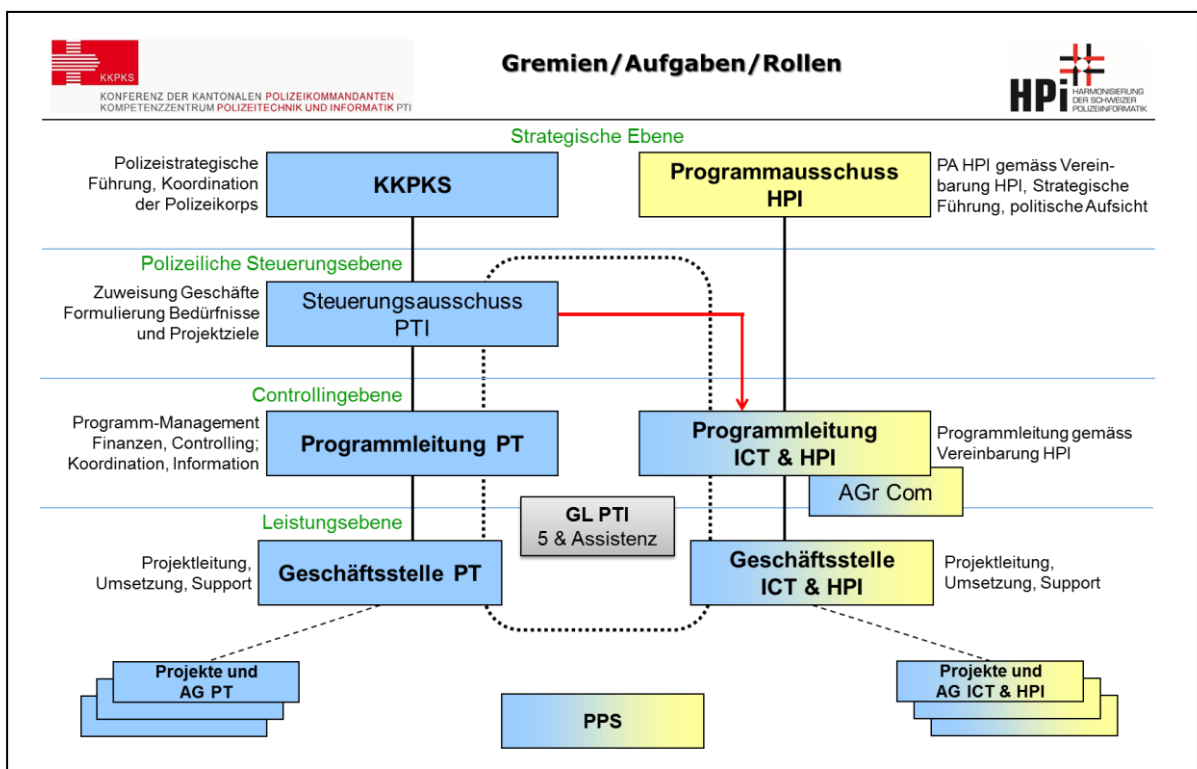 KKPKS
KONFERENZ DER KANTONALEN POLIZEIKOMMANDANTEN
KOMPETENZZENTRUM POLIZEITECHNIK UND INFORMATIK PTI
Gremien/Aufgaben/Rollen
HPi
HARMONISIERUNG
DER SCHWEIZER
POLIZEIINFORMATIK
Strategische Ebene
Polizeistrategische
Führung, Koordination
der Polizeikorps
KKPKS
Programmausschuss
HPI
PA HPI gemäss Verein-
barung HPI, Strategische
Führung, politische Aufsicht
Polizeiliche Steuerungsebene
Zuweisung Geschäfte
Formulierung Bedürfnisse
und Projektziele
Steuerungsausschuss
PTI
Controllingebene
Programm-Management
Finanzen, Controlling;
Koordination, Information
Programmleitung PT
Programmleitung
ICT & HPI
Programmleitung gemäss
Vereinbarung HPI
AGr Com
Leistungsebene
GL PTI
5 & Assistenz
Projektleitung,
Umsetzung, Support
Geschäftsstelle PT
Geschäftsstelle
ICT & HPI
Projektleitung,
Umsetzung, Support
Projekte und
AG PT
PPS
Projekte und
AG ICT & HPI